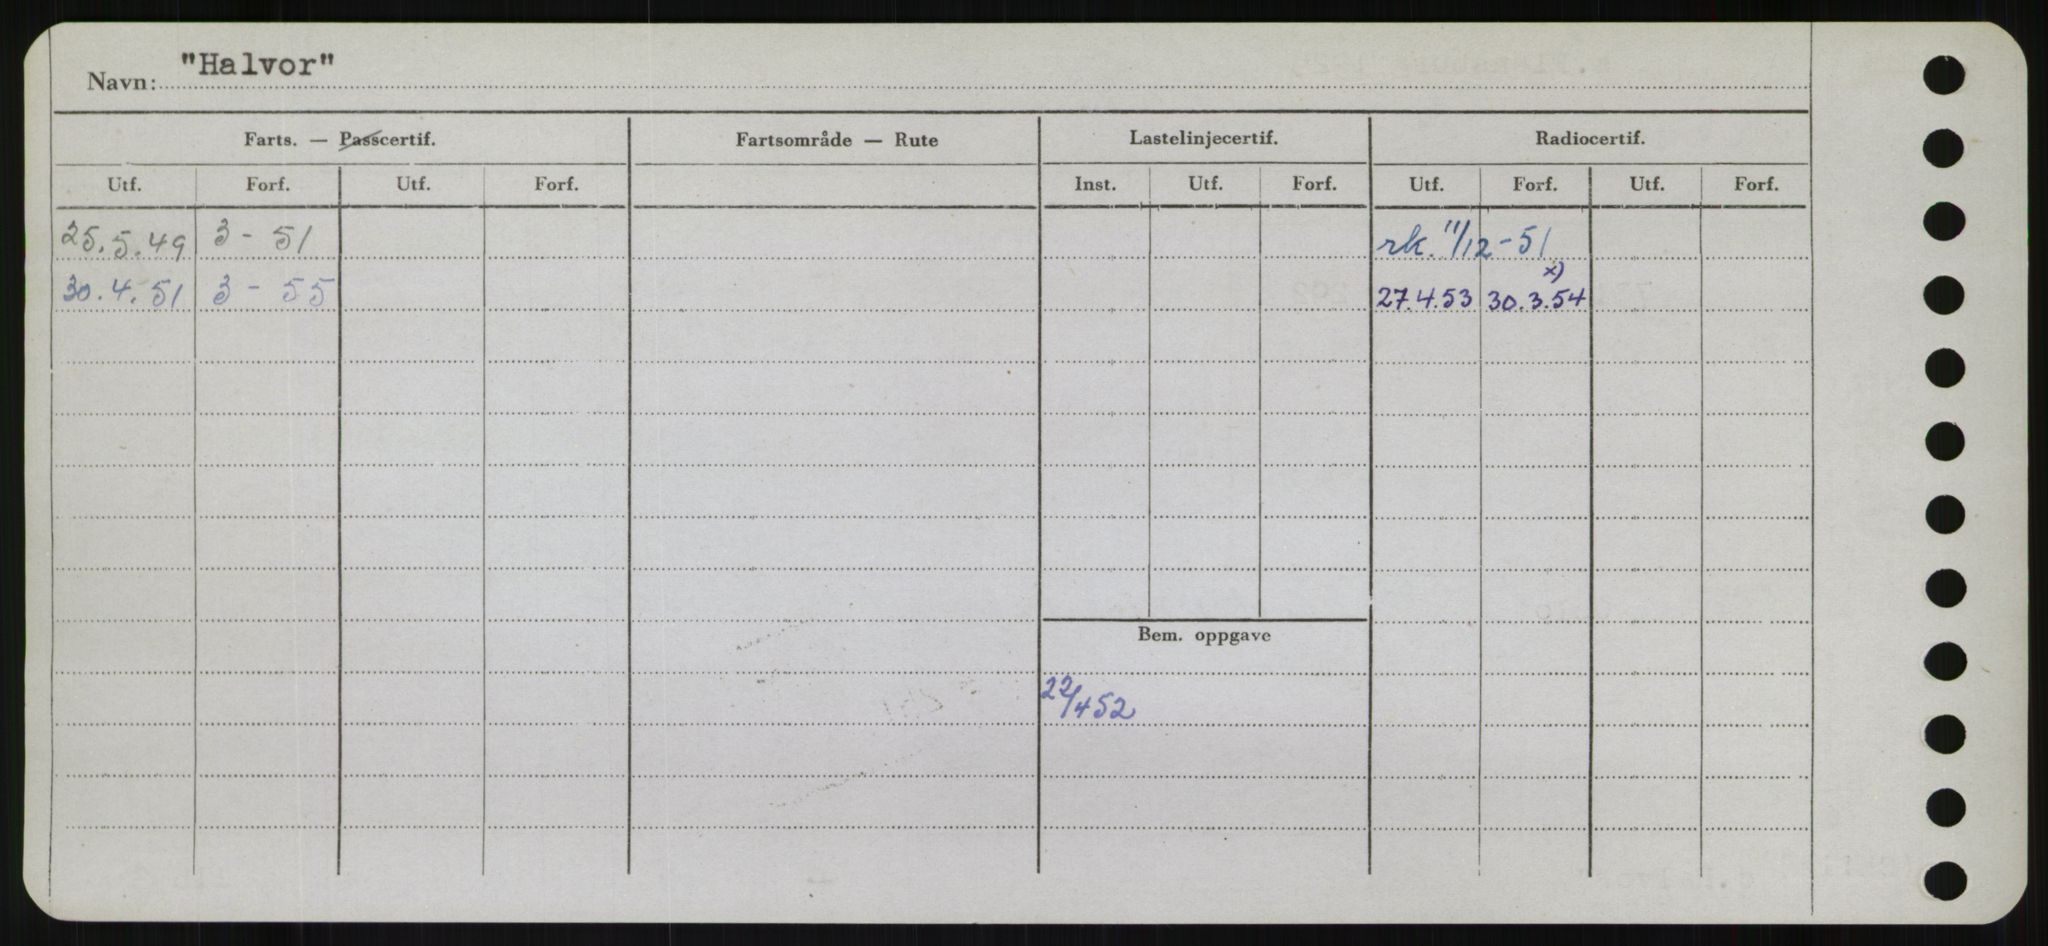 Navn: "Halvor"
Farts. — Passcertif. Fartsområde — Rute Lastelinjecertif. Radiocertif.
Utf. Forf. Utf. Forf. Inst. Utf. Forf. Utf. Forf. Utf. Forf.
25.5.49 3 - 51 rk. 11/12-51
30.4.51 3 - 55 27.4.53 30.3.54 x)
Bem. oppgave
22/4 52